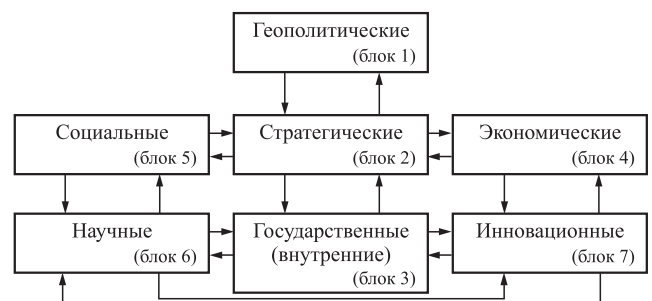 Геополитические
(блок 1)
Социальные
(блок 5)
Стратегические
(блок 2)
Экономические
(блок 4)
Научные
(блок 6)
Государственные
(внутренние)
(блок 3)
Инновационные
(блок 7)